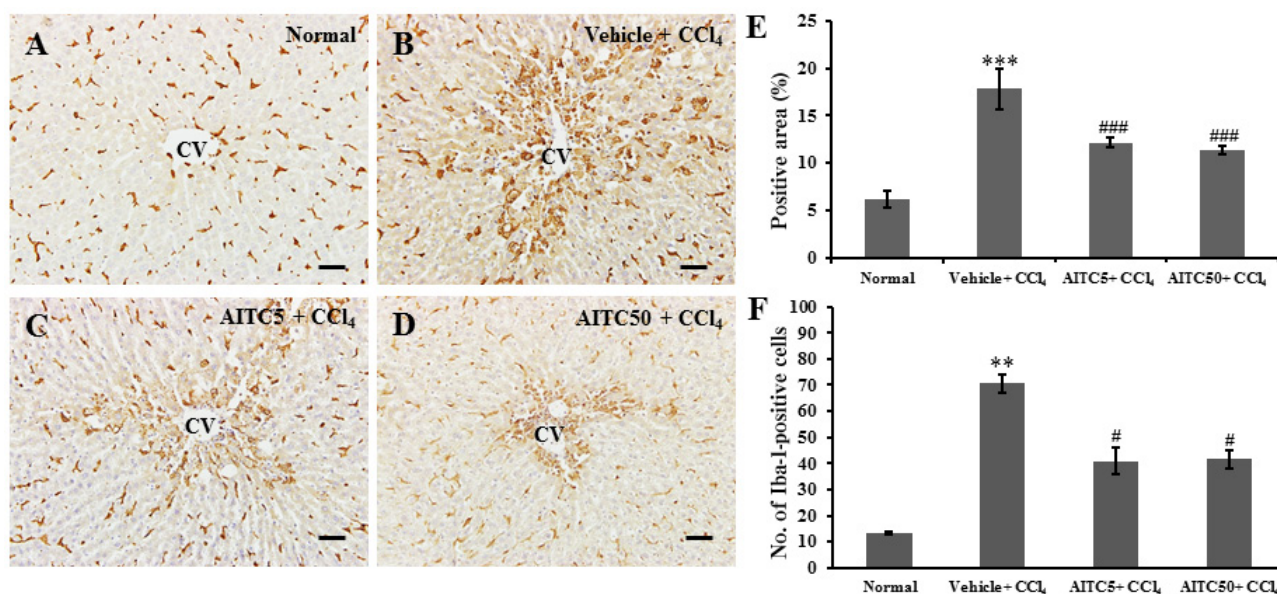 A
Normal
CV
B
Vehicle + CCl₄
CV
C
AITC5 + CCl₄
CV
D
AITC50 + CCl₄
CV
E
Positive area (%)
25
20
15
10
5
0
***
###
###
Normal
Vehicle+ CCl₄
AITC5+ CCl₄
AITC50+ CCl₄
F
No. of Iba-1-positive cells
100
90
80
70
60
50
40
30
20
10
0
**
#
#
Normal
Vehicle+ CCl₄
AITC5+ CCl₄
AITC50+ CCl₄